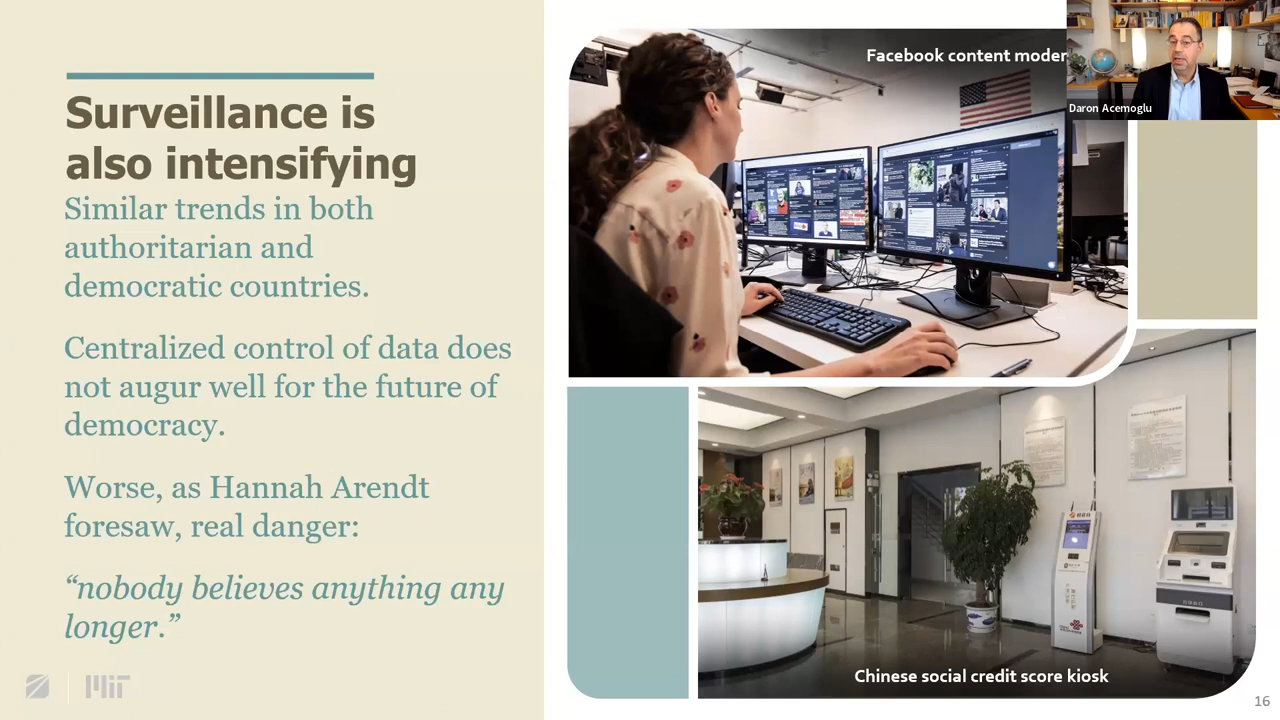 Surveillance is
also intensifying
Similar trends in both
authoritarian and
democratic countries.
Centralized control of data does
not augur well for the future of
democracy.
Worse, as Hannah Arendt
foresaw, real danger:
“nobody believes anything any
longer.”
MIT
Facebook content moder
Daron Acemoglu
Chinese social credit score kiosk
16